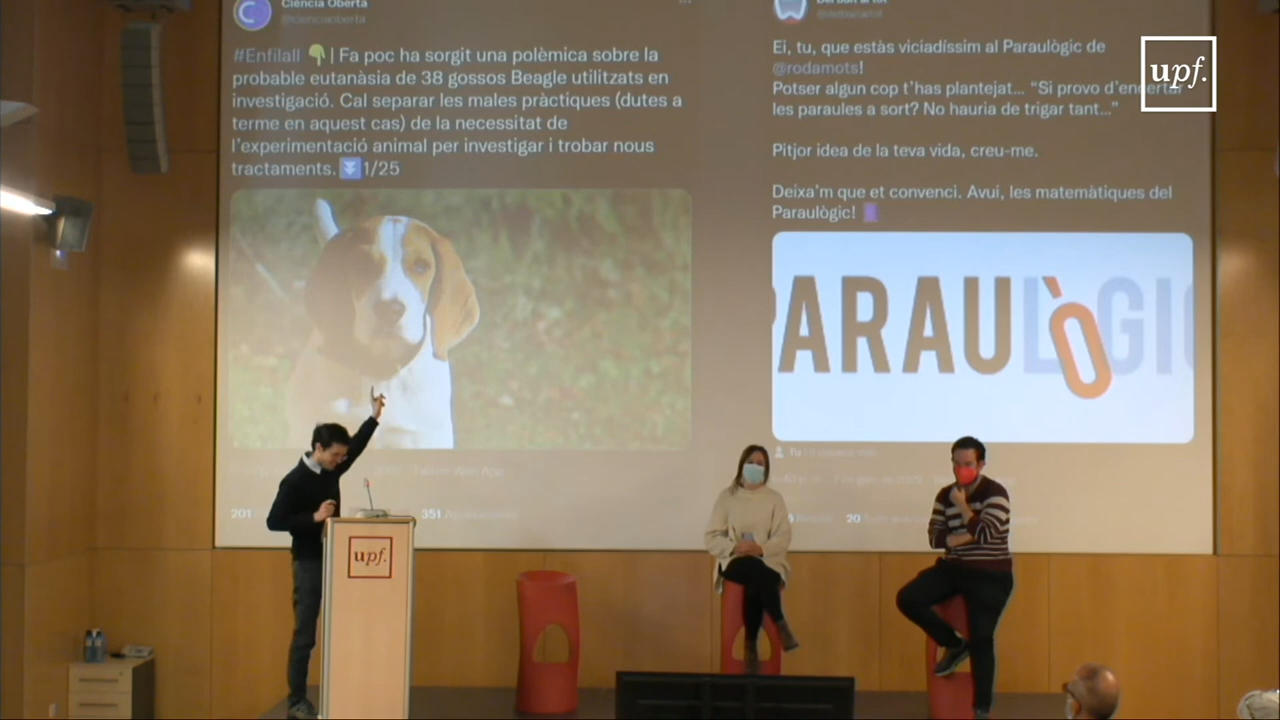 Ciència Oberta
@cienciaoberta
#Enfilall | Fa poc ha sorgit una polèmica sobre la
probable eutanàsia de 38 gossos Beagle utilitzats en
investigació. Cal separar les males pràctiques (dutes a
terme en aquest cas) de la necessitat de
l'experimentació animal per investigar i trobar nous
tractaments. 1/25
201
351
Ei, tu, que estàs viciadíssim al Paraulògic de
@rodamots!
Potser algun cop t'has plantejat... "Si provo d'encertar
les paraules a sort? No hauria de trigar tant..."
Pitjor idea de la teva vida, creu-me.
Deixa'm que et convenci. Avui, les matemàtiques del
Paraulògic!
PARAULÒGIC
20
upf.
upf.